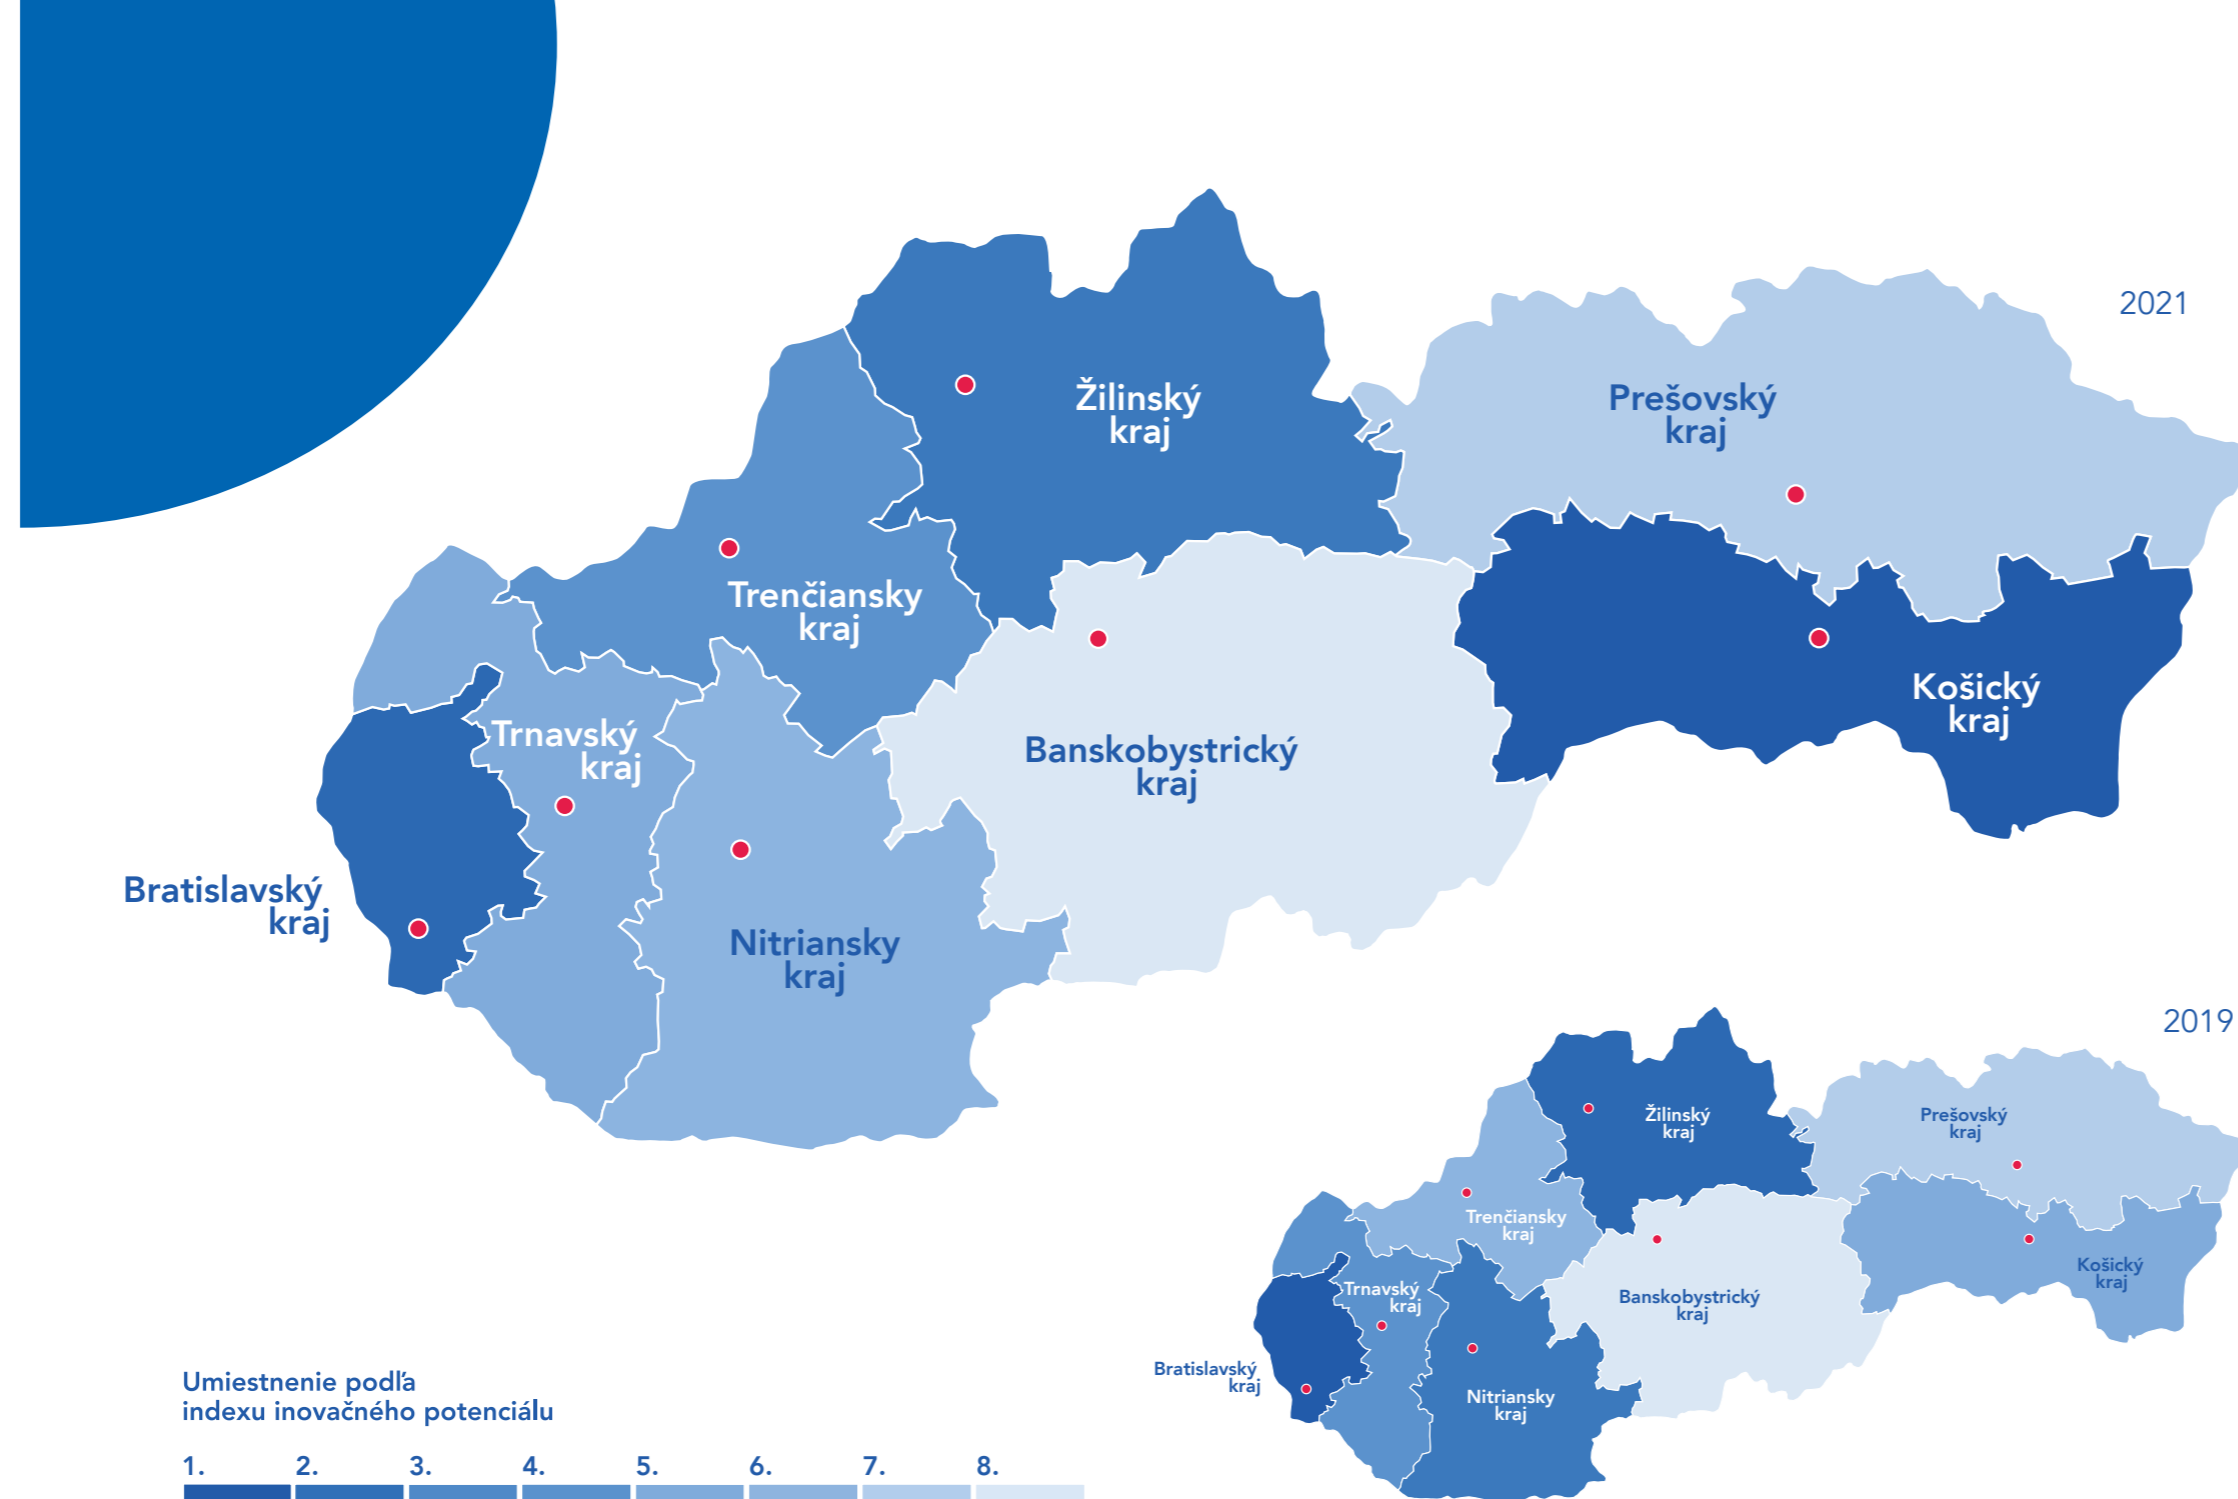 2021
Žilinský
kraj
Prešovský
kraj
Trenčiansky
kraj
Košický
kraj
Trnavský
kraj
Banskobystrický
kraj
Bratislavský
kraj
Nitriansky
kraj
2019
Žilinský
kraj
Prešovský
kraj
Trenčiansky
kraj
Košický
kraj
Trnavský
kraj
Banskobystrický
kraj
Bratislavský
kraj
Nitriansky
kraj
Umiestnenie podľa
indexu inovačného potenciálu
1. 2. 3. 4. 5. 6. 7. 8.